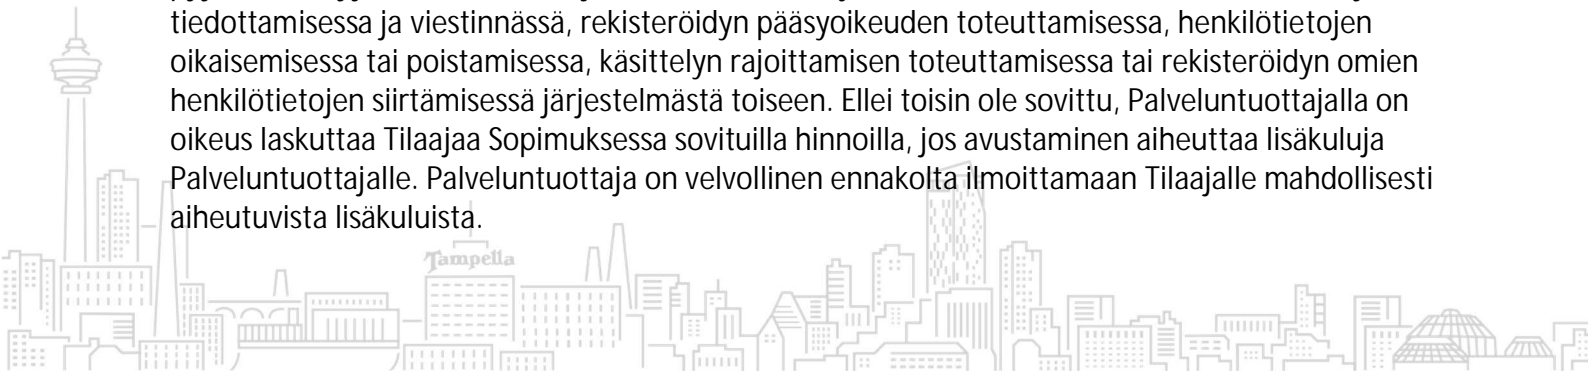 tiedottamisessa ja viestinnässä, rekisteröidyn pääsyoikeuden toteuttamisessa, henkilötietojen
oikaisemisessa tai poistamisessa, käsittelyn rajoittamisen toteuttamisessa tai rekisteröidyn omien
henkilötietojen siirtämisessä järjestelmästä toiseen. Ellei toisin ole sovittu, Palveluntuottajalla on
oikeus laskuttaa Tilaajaa Sopimuksessa sovituilla hinnoilla, jos avustaminen aiheuttaa lisäkuluja
Palveluntuottajalle. Palveluntuottaja on velvollinen ennakolta ilmoittamaan Tilaajalle mahdollisesti
aiheutuvista lisäkuluista.
Tampella